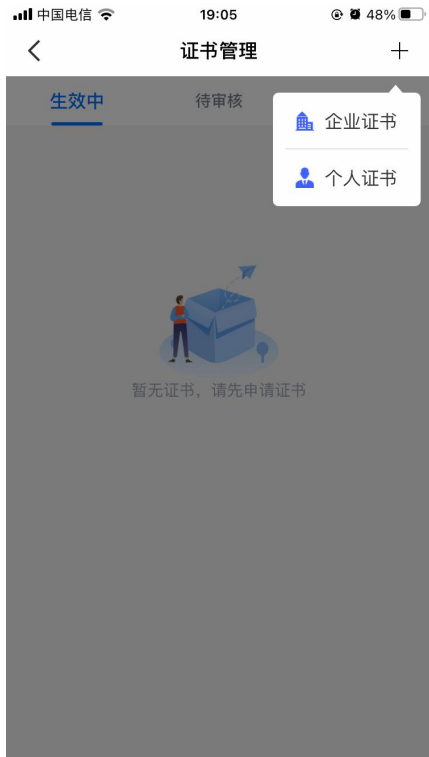 中国电信 19:05 48%
证书管理
生效中 待审核
企业证书
个人证书
暂无证书，请先申请证书